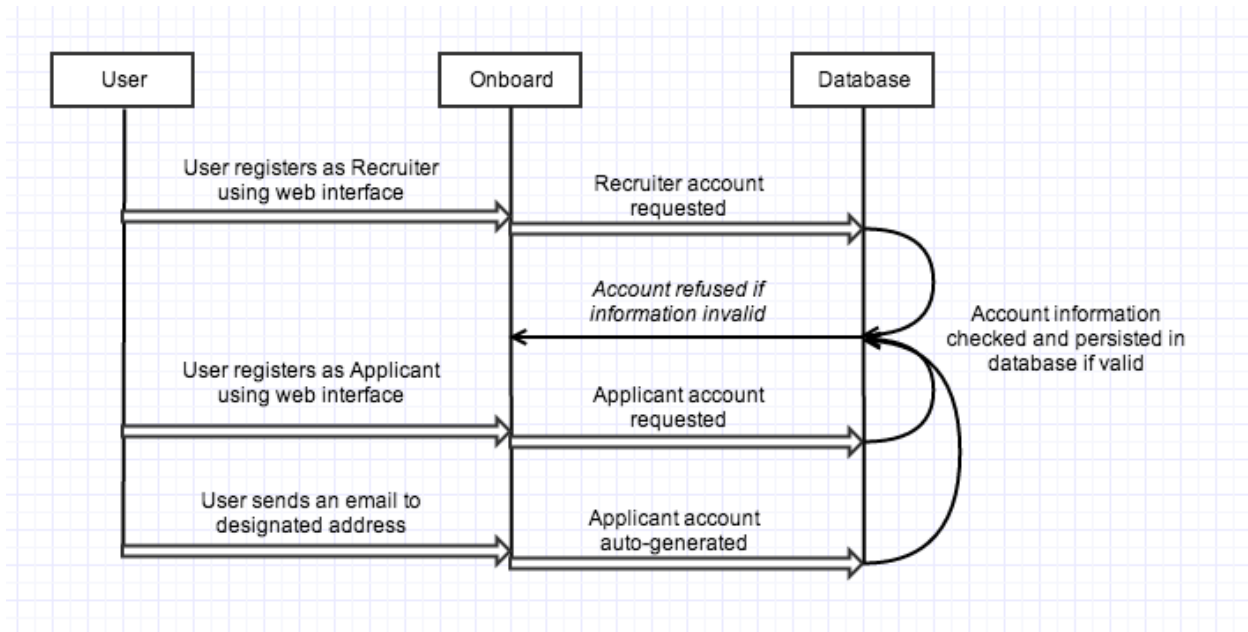 User
Onboard
Database
User registers as Recruiter
using web interface
Recruiter account
requested
Account refused if
information invalid
Account information
checked and persisted in
database if valid
User registers as Applicant
using web interface
Applicant account
requested
User sends an email to
designated address
Applicant account
auto-generated